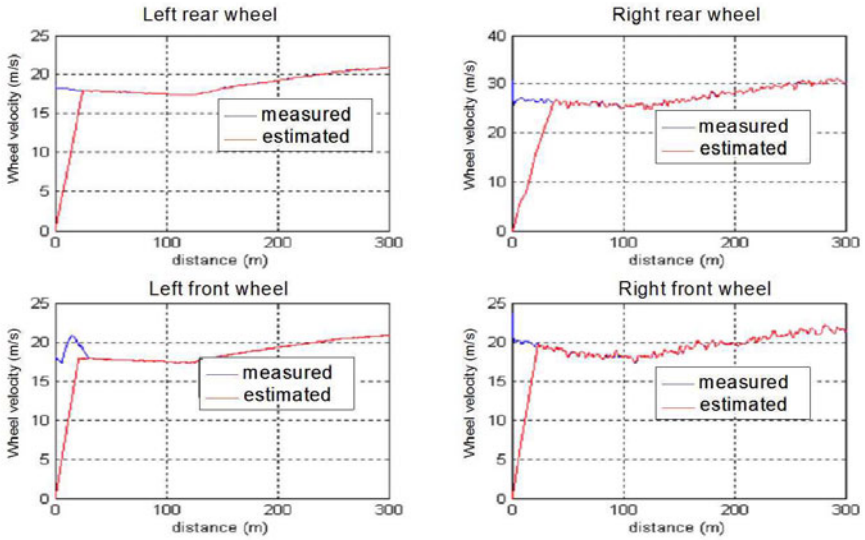 Left rear wheel
Wheel velocity (m/s)
25
20
15
10
5
0
measured
estimated
0 100 200 300
distance (m)
Right rear wheel
Wheel velocity (m/s)
40
30
20
10
0
measured
estimated
0 100 200 300
distance (m)
Left front wheel
Wheel velocity (m/s)
25
20
15
10
5
0
measured
estimated
0 100 200 300
distance (m)
Right front wheel
Wheel velocity (m/s)
25
20
15
10
5
0
measured
estimated
0 100 200 300
distance (m)